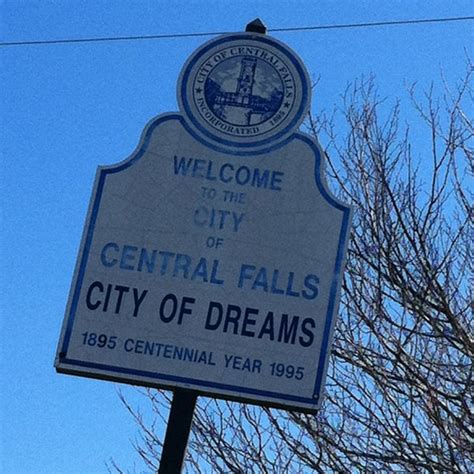 CITY OF CENTRAL FALLS
INCORPORATED 1895
WELCOME
TO THE
CITY
OF
CENTRAL FALLS
CITY OF DREAMS
1895 CENTENNIAL YEAR 1995